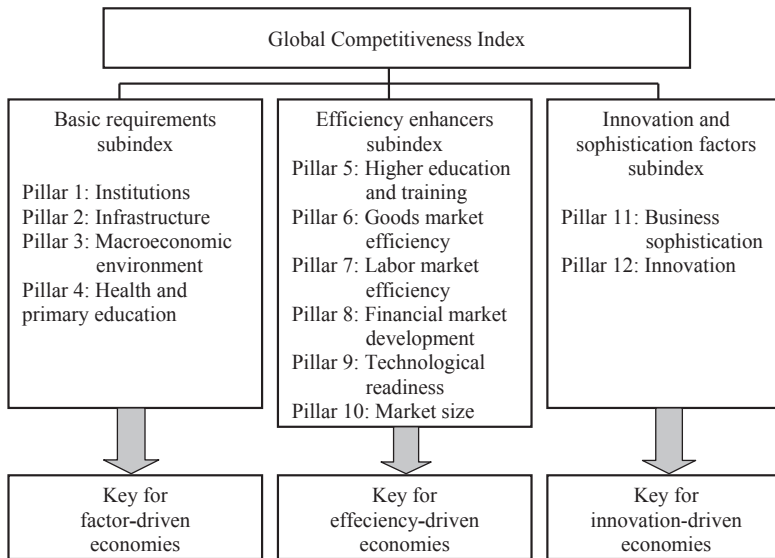 Global Competitiveness Index
Basic requirements
subindex
Pillar 1: Institutions
Pillar 2: Infrastructure
Pillar 3: Macroeconomic
environment
Pillar 4: Health and
primary education
Efficiency enhancers
subindex
Pillar 5: Higher education
and training
Pillar 6: Goods market
efficiency
Pillar 7: Labor market
efficiency
Pillar 8: Financial market
development
Pillar 9: Technological
readiness
Pillar 10: Market size
Innovation and
sophistication factors
subindex
Pillar 11: Business
sophistication
Pillar 12: Innovation
Key for
factor-driven
economies
Key for
effeciency-driven
economies
Key for
innovation-driven
economies